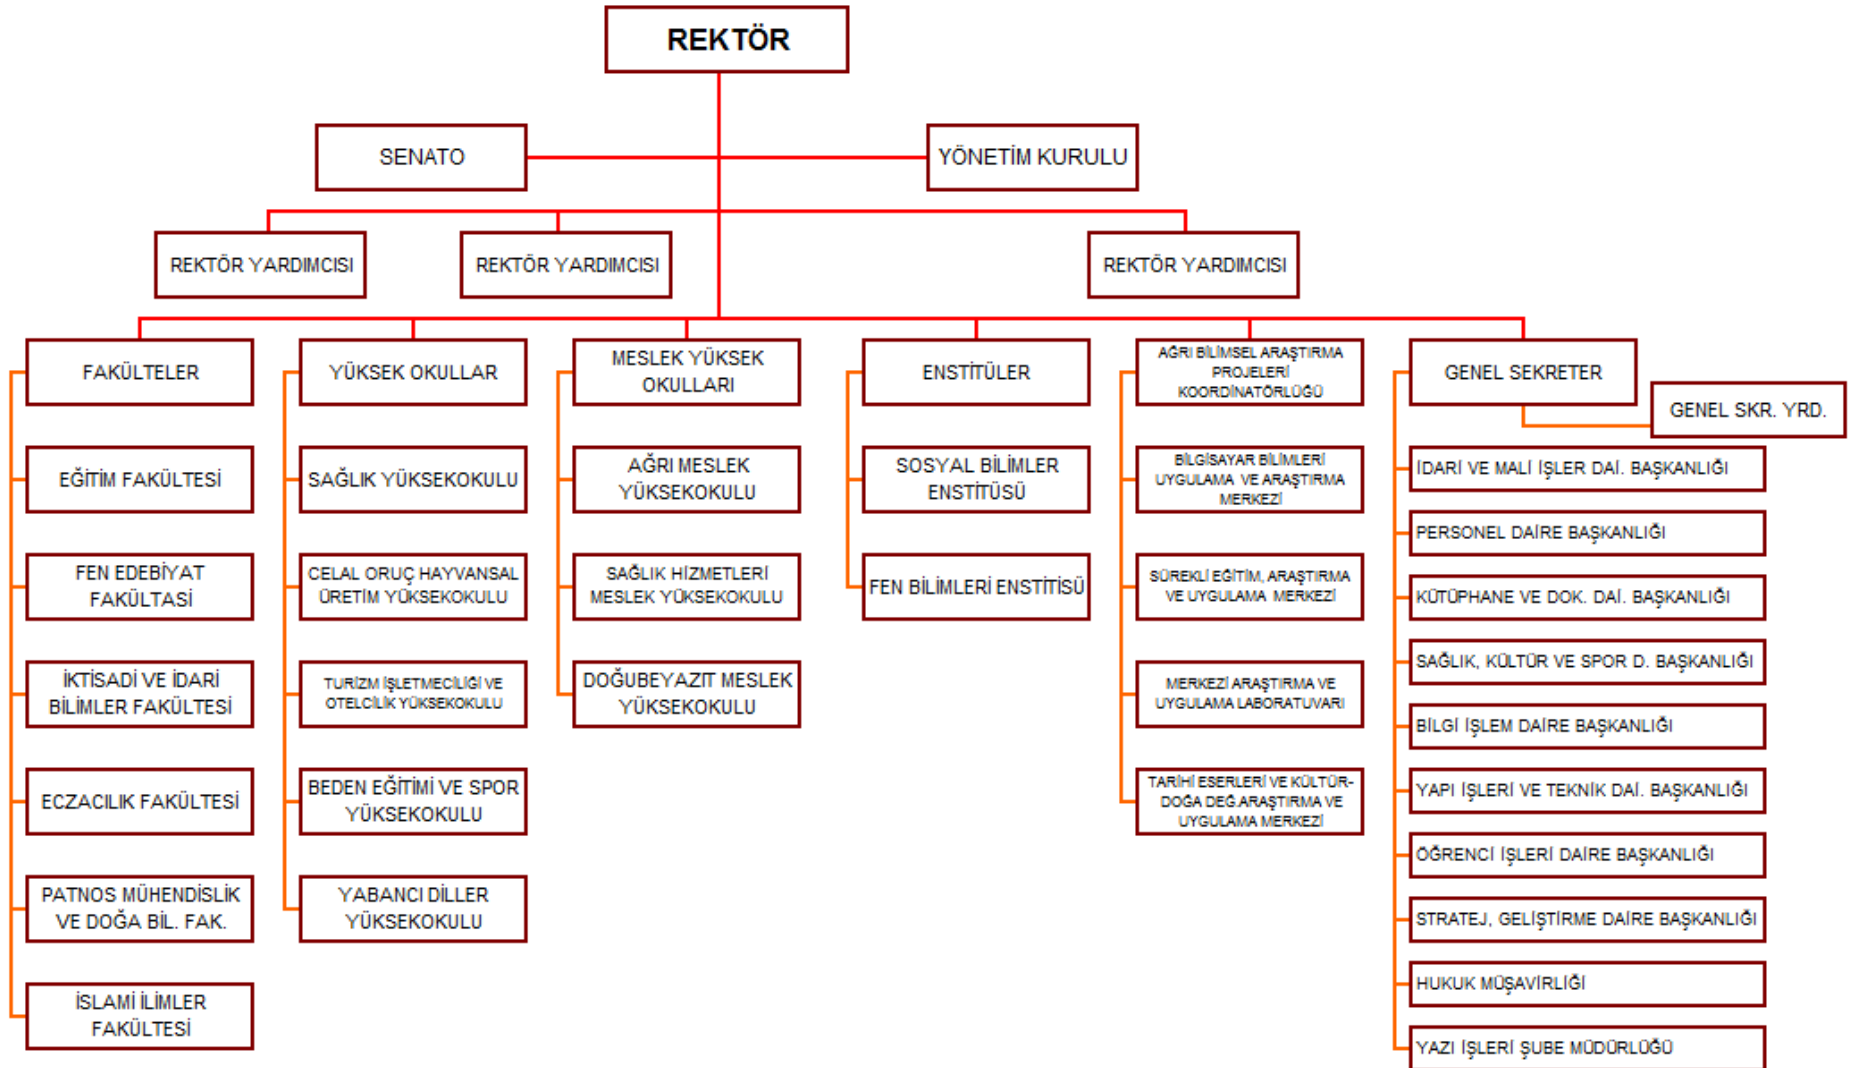 REKTÖR
SENATO
YÖNETİM KURULU
REKTÖR YARDIMCISI
REKTÖR YARDIMCISI
REKTÖR YARDIMCISI
FAKÜLTELER
EĞİTİM FAKÜLTESİ
FEN EDEBİYAT
FAKÜLTASİ
İKTİSADİ VE İDARİ
BİLİMLER FAKÜLTESİ
ECZACILIK FAKÜLTESİ
PATNOS MÜHENDİSLİK
VE DOĞA BİL. FAK.
İSLAMİ İLİMLER
FAKÜLTESİ
YÜKSEK OKULLAR
SAĞLIK YÜKSEKOKULU
CELAL ORUÇ HAYVANSAL
ÜRETİM YÜKSEKOKULU
TURİZM İŞLETMECİLİĞİ VE
OTELCİLİK YÜKSEKOKULU
BEDEN EĞİTİMİ VE SPOR
YÜKSEKOKULU
YABANCI DİLLER
YÜKSEKOKULU
MESLEK YÜKSEK
OKULLARI
AĞRI MESLEK
YÜKSEKOKULU
SAĞLIK HİZMETLERİ
MESLEK YÜKSEKOKULU
DOĞUBEYAZIT MESLEK
YÜKSEKOKULU
ENSTİTÜLER
SOSYAL BİLİMLER
ENSTİTÜSÜ
FEN BİLİMLERİ ENSTİTİSÜ
AĞRI BİLİMSEL ARAŞTIRMA
PROJELERİ
KOORDİNATÖRLÜĞÜ
BİLGİSAYAR BİLİMLERİ
UYGULAMA VE ARAŞTIRMA
MERKEZİ
SÜREKLİ EĞİTİM, ARAŞTIRMA
VE UYGULAMA MERKEZİ
MERKEZİ ARAŞTIRMA VE
UYGULAMA LABORATUVARI
TARİHİ ESERLERİ VE KÜLTÜR-
DOĞA DEĞ.ARAŞTIRMA VE
UYGULAMA MERKEZİ
GENEL SEKRETER
GENEL SKR. YRD.
İDARİ VE MALİ İŞLER DAİ. BAŞKANLIĞI
PERSONEL DAİRE BAŞKANLIĞI
KÜTÜPHANE VE DOK. DAİ. BAŞKANLIĞI
SAĞLIK, KÜLTÜR VE SPOR D. BAŞKANLIĞI
BİLGİ İŞLEM DAİRE BAŞKANLIĞI
YAPI İŞLERİ VE TEKNİK DAİ. BAŞKANLIĞI
ÖĞRENCİ İŞLERİ DAİRE BAŞKANLIĞI
STRATEJ, GELİŞTİRME DAİRE BAŞKANLIĞI
HUKUK MÜŞAVİRLİĞİ
YAZI İŞLERİ ŞUBE MÜDÜRLÜĞÜ